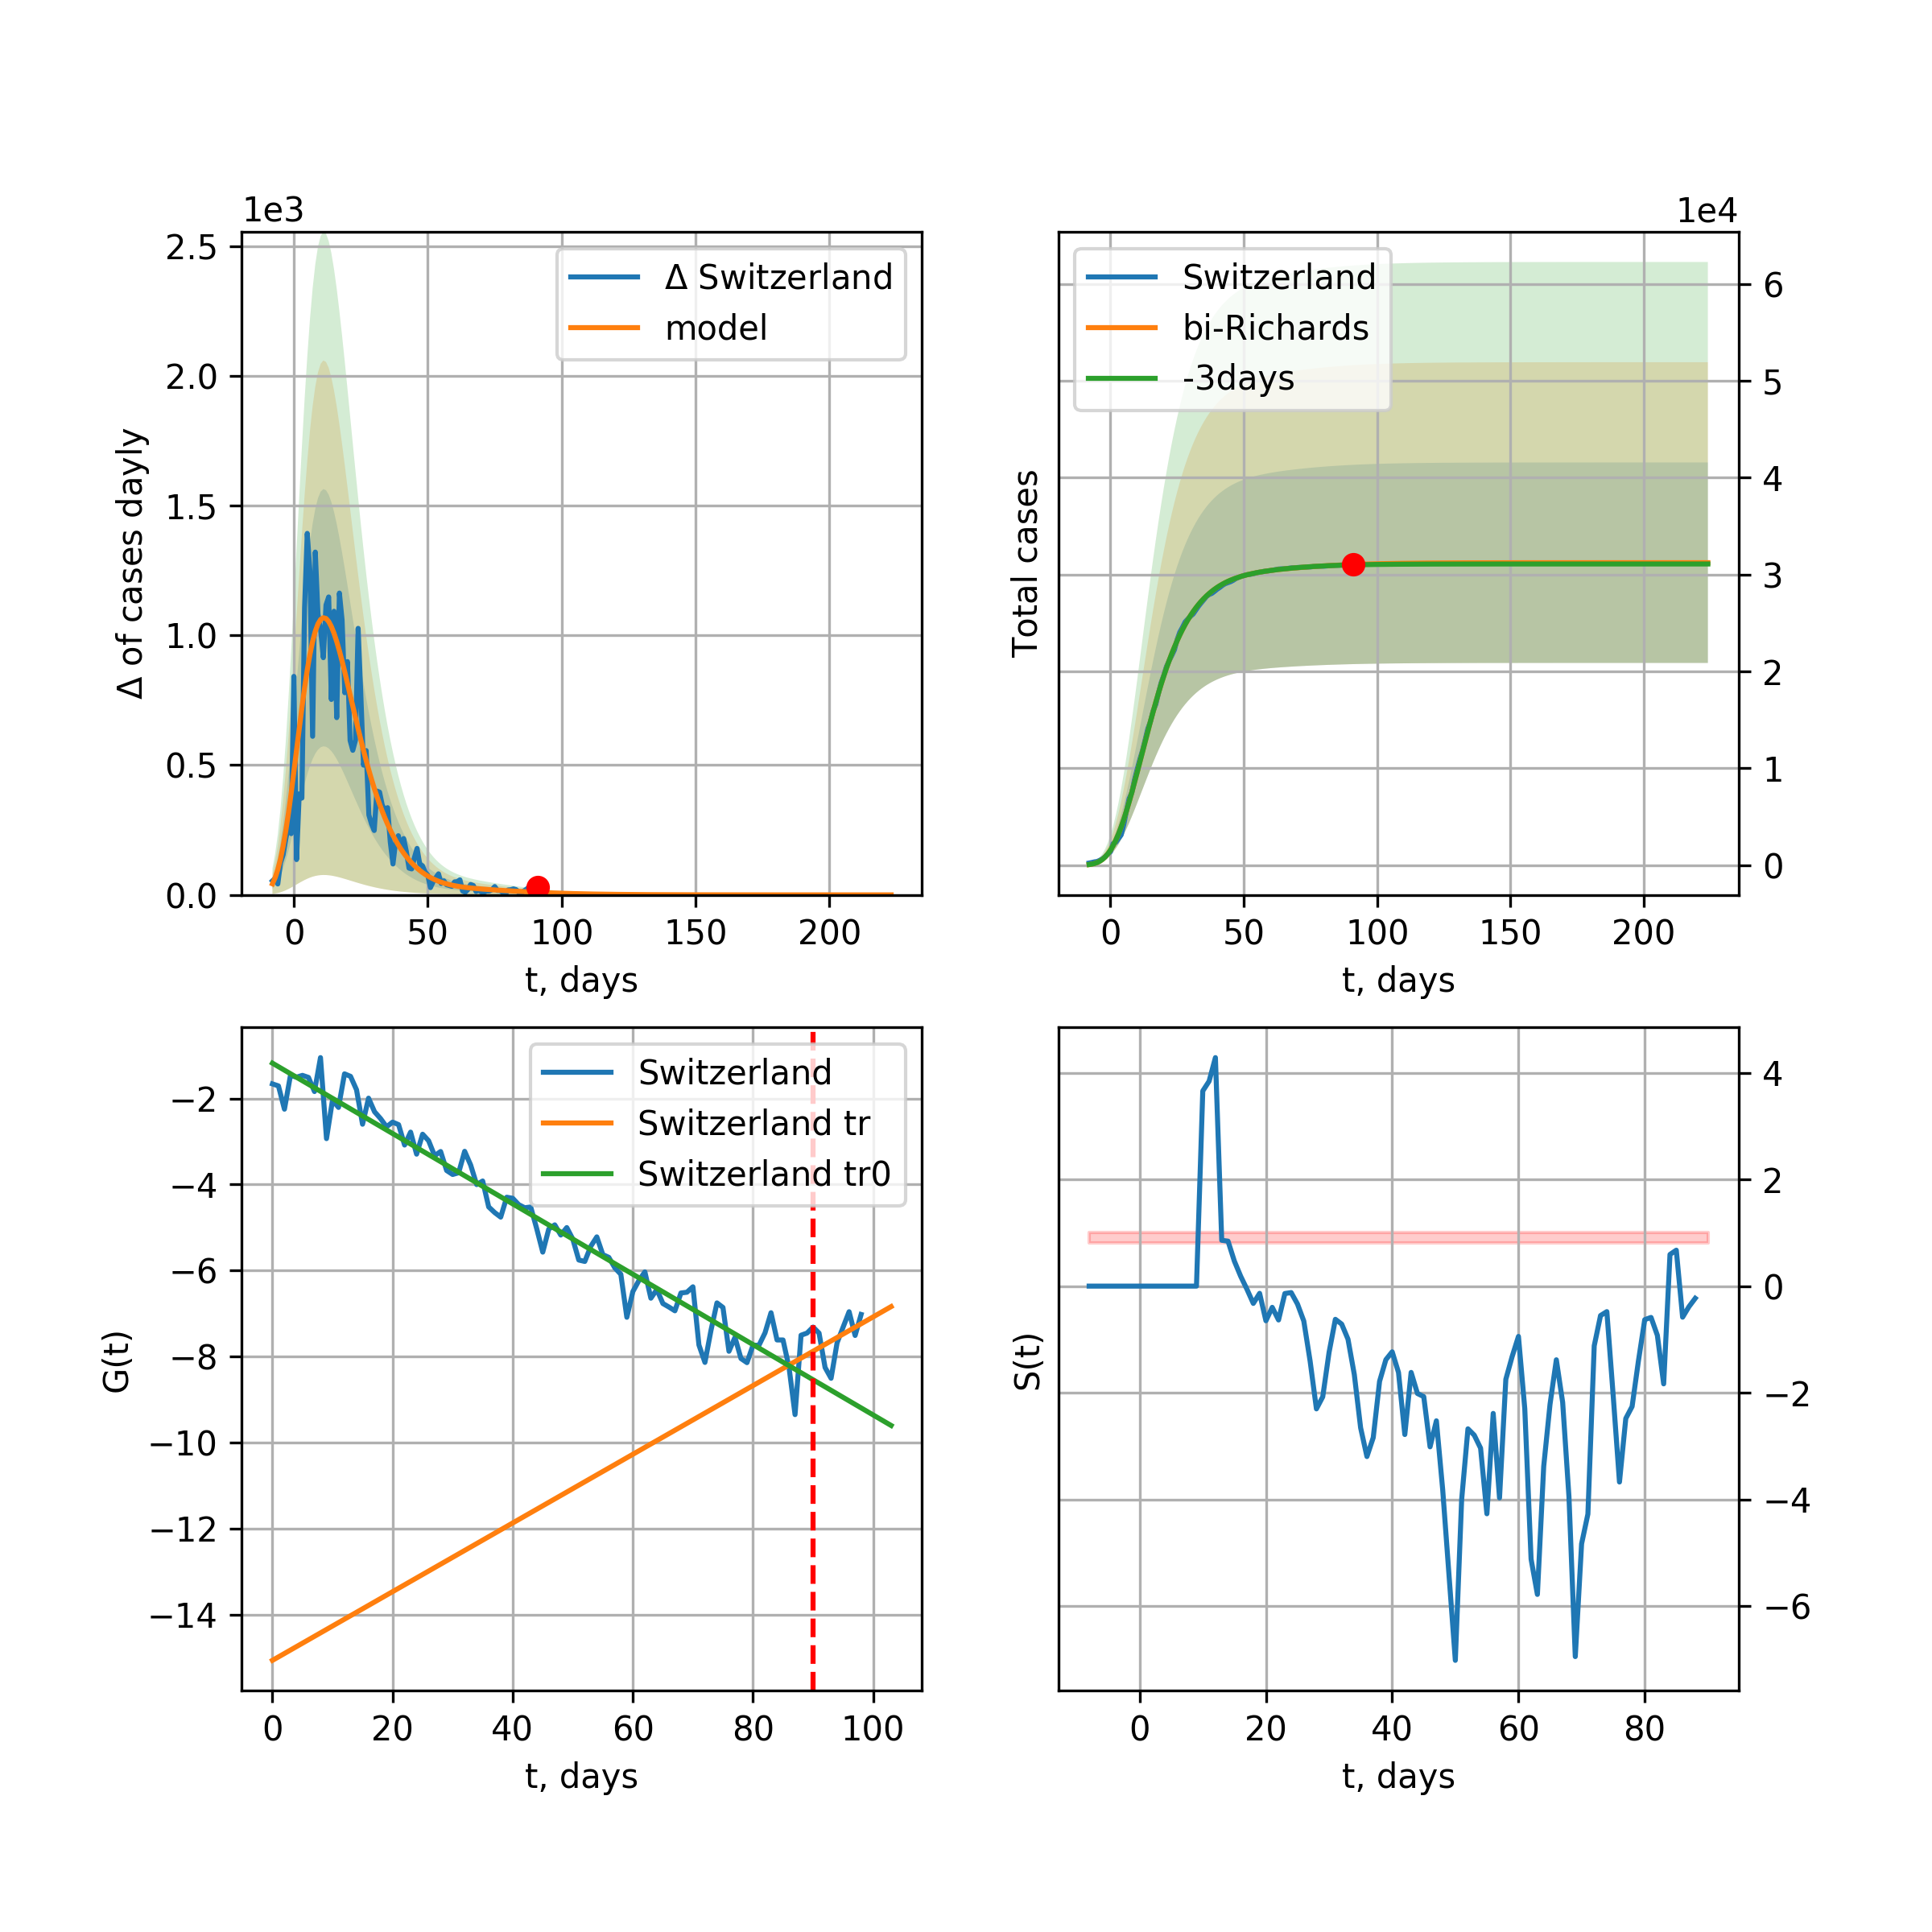 1e3
2.5
2.0
1.5
1.0
0.5
0.0
Δ of cases dayly
Δ Switzerland
model
0 50 100 150 200
t, days
1e4
Total cases
Switzerland
bi-Richards
-3days
6
5
4
3
2
1
0
0 50 100 150 200
t, days
G(t)
−2
−4
−6
−8
−10
−12
−14
Switzerland
Switzerland tr
Switzerland tr0
0 20 40 60 80 100
t, days
S(t)
4
2
0
−2
−4
−6
0 20 40 60 80
t, days